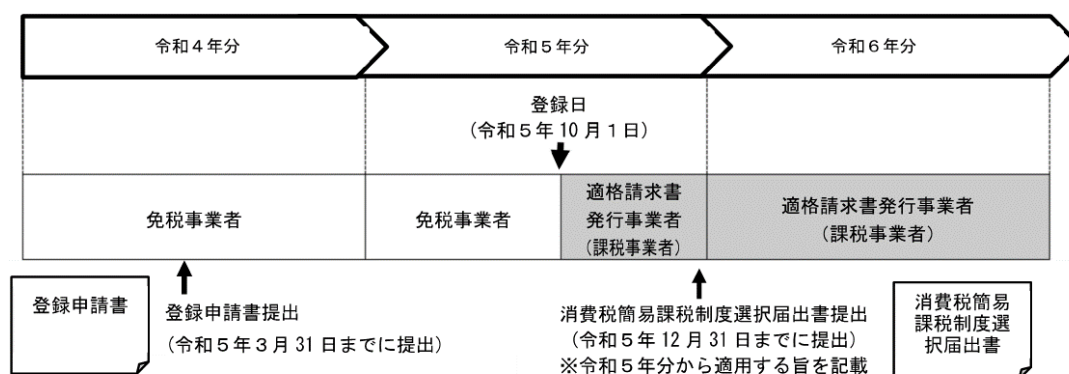 令和４年分
令和５年分
令和６年分
登録日
（令和５年 10 月１日）
免税事業者
免税事業者
適格請求書
発行事業者
（課税事業者）
適格請求書発行事業者
（課税事業者）
登録申請書
登録申請書提出
（令和５年３月 31 日までに提出）
消費税簡易課税制度選択届出書提出
（令和５年 12 月 31 日までに提出）
※令和５年分から適用する旨を記載
消費税簡易
課税制度選
択届出書